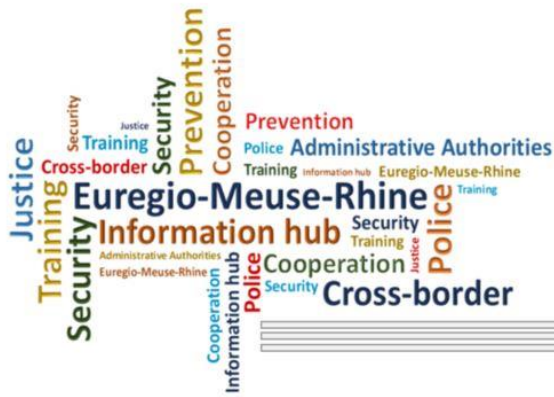 Prevention
Cooperation
Security
Security
Justice
Training
Prevention
Police
Administrative Authorities
Cross-border
Training
Information hub
Euregio-Meuse-Rhine
Justice
Training
Euregio-Meuse-Rhine
Police
Training
Security
Information hub
Security
Training
Justice
Administrative Authorities
Euregio-Meuse-Rhine
Cooperation
Information hub
Police
Cooperation
Security
Cross-border